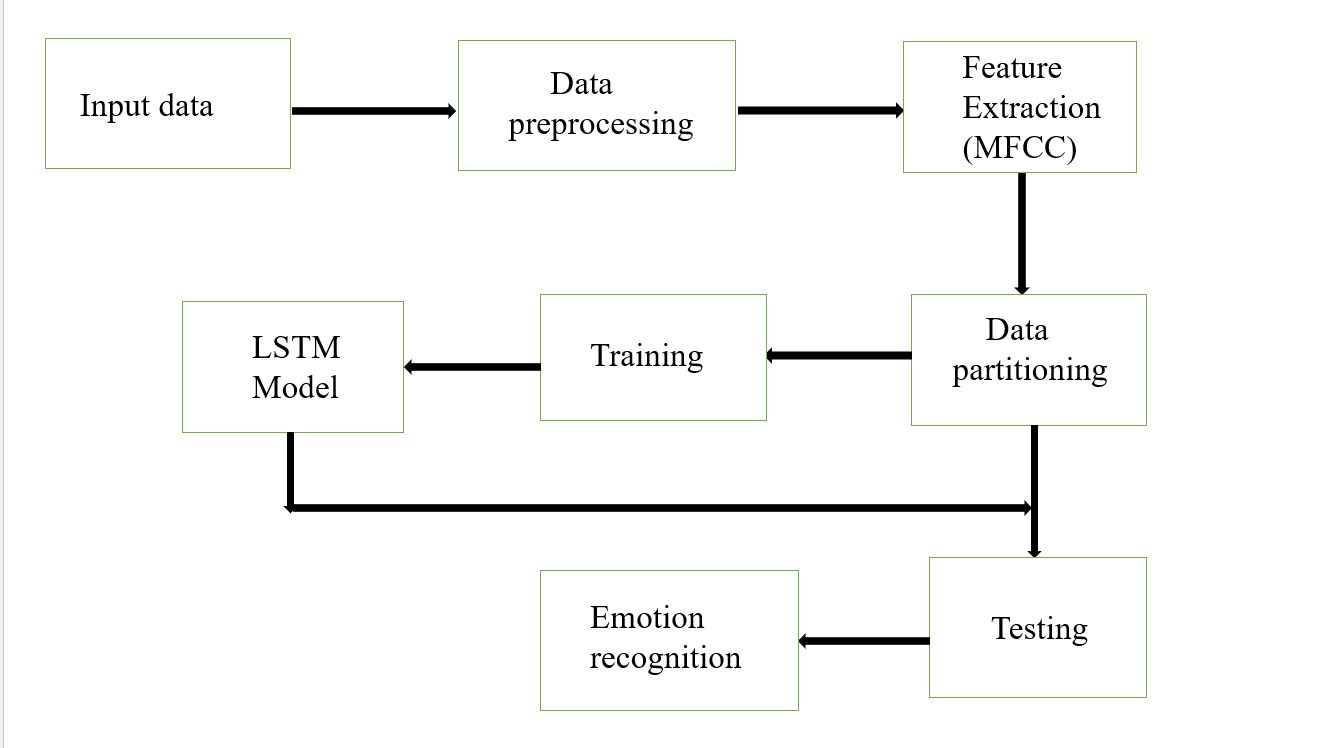 Input data
Data
preprocessing
Feature
Extraction
(MFCC)
LSTM
Model
Training
Data
partitioning
Emotion
recognition
Testing